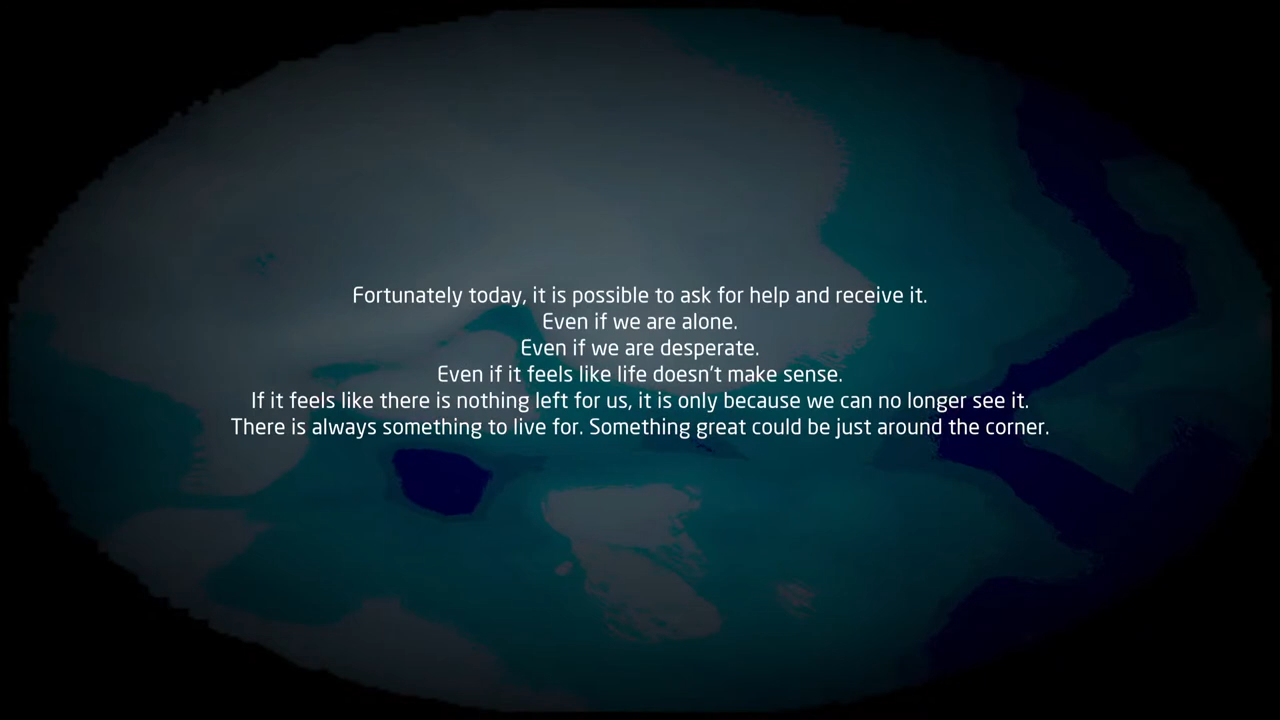 Fortunately today, it is possible to ask for help and receive it.
Even if we are alone.
Even if we are desperate.
Even if it feels like life doesn't make sense.
If it feels like there is nothing left for us, it is only because we can no longer see it.
There is always something to live for. Something great could be just around the corner.